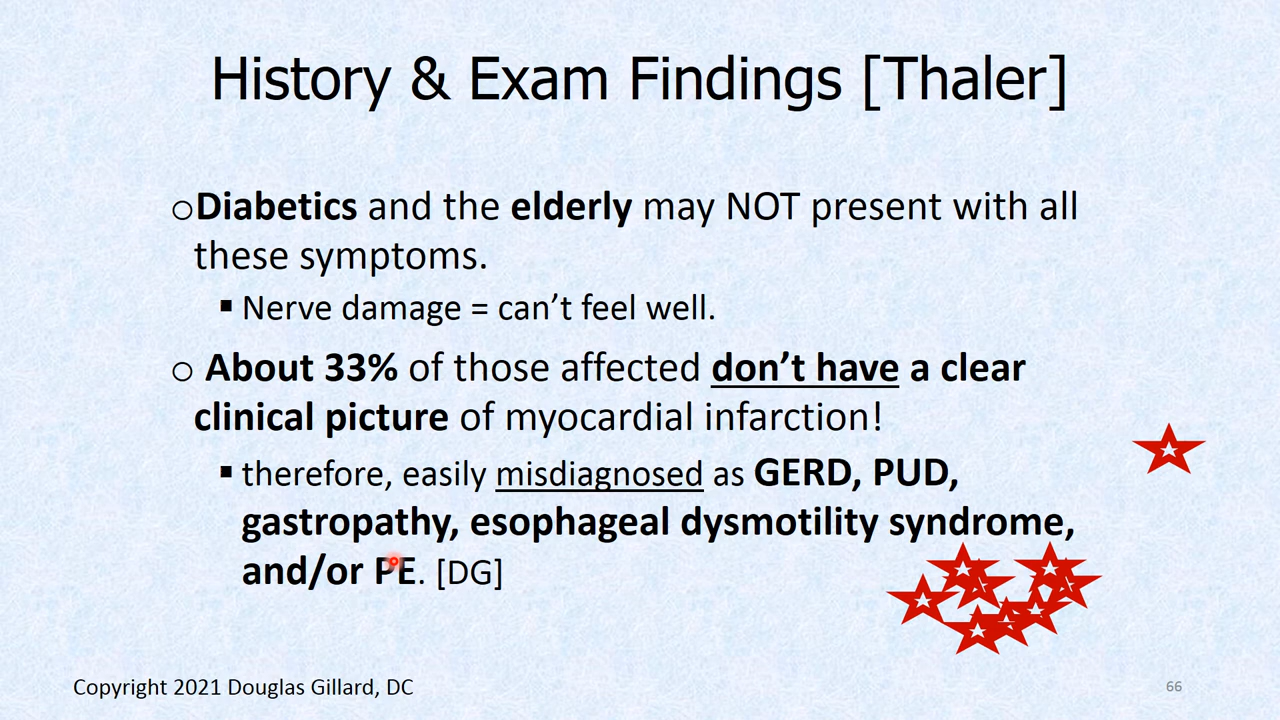 History & Exam Findings [Thaler]
○Diabetics and the elderly may NOT present with all
these symptoms.
▪ Nerve damage = can’t feel well.
○ About 33% of those affected don’t have a clear
clinical picture of myocardial infarction!
▪ therefore, easily misdiagnosed as GERD, PUD,
gastropathy, esophageal dysmotility syndrome,
and/or PE. [DG]
Copyright 2021 Douglas Gillard, DC
66